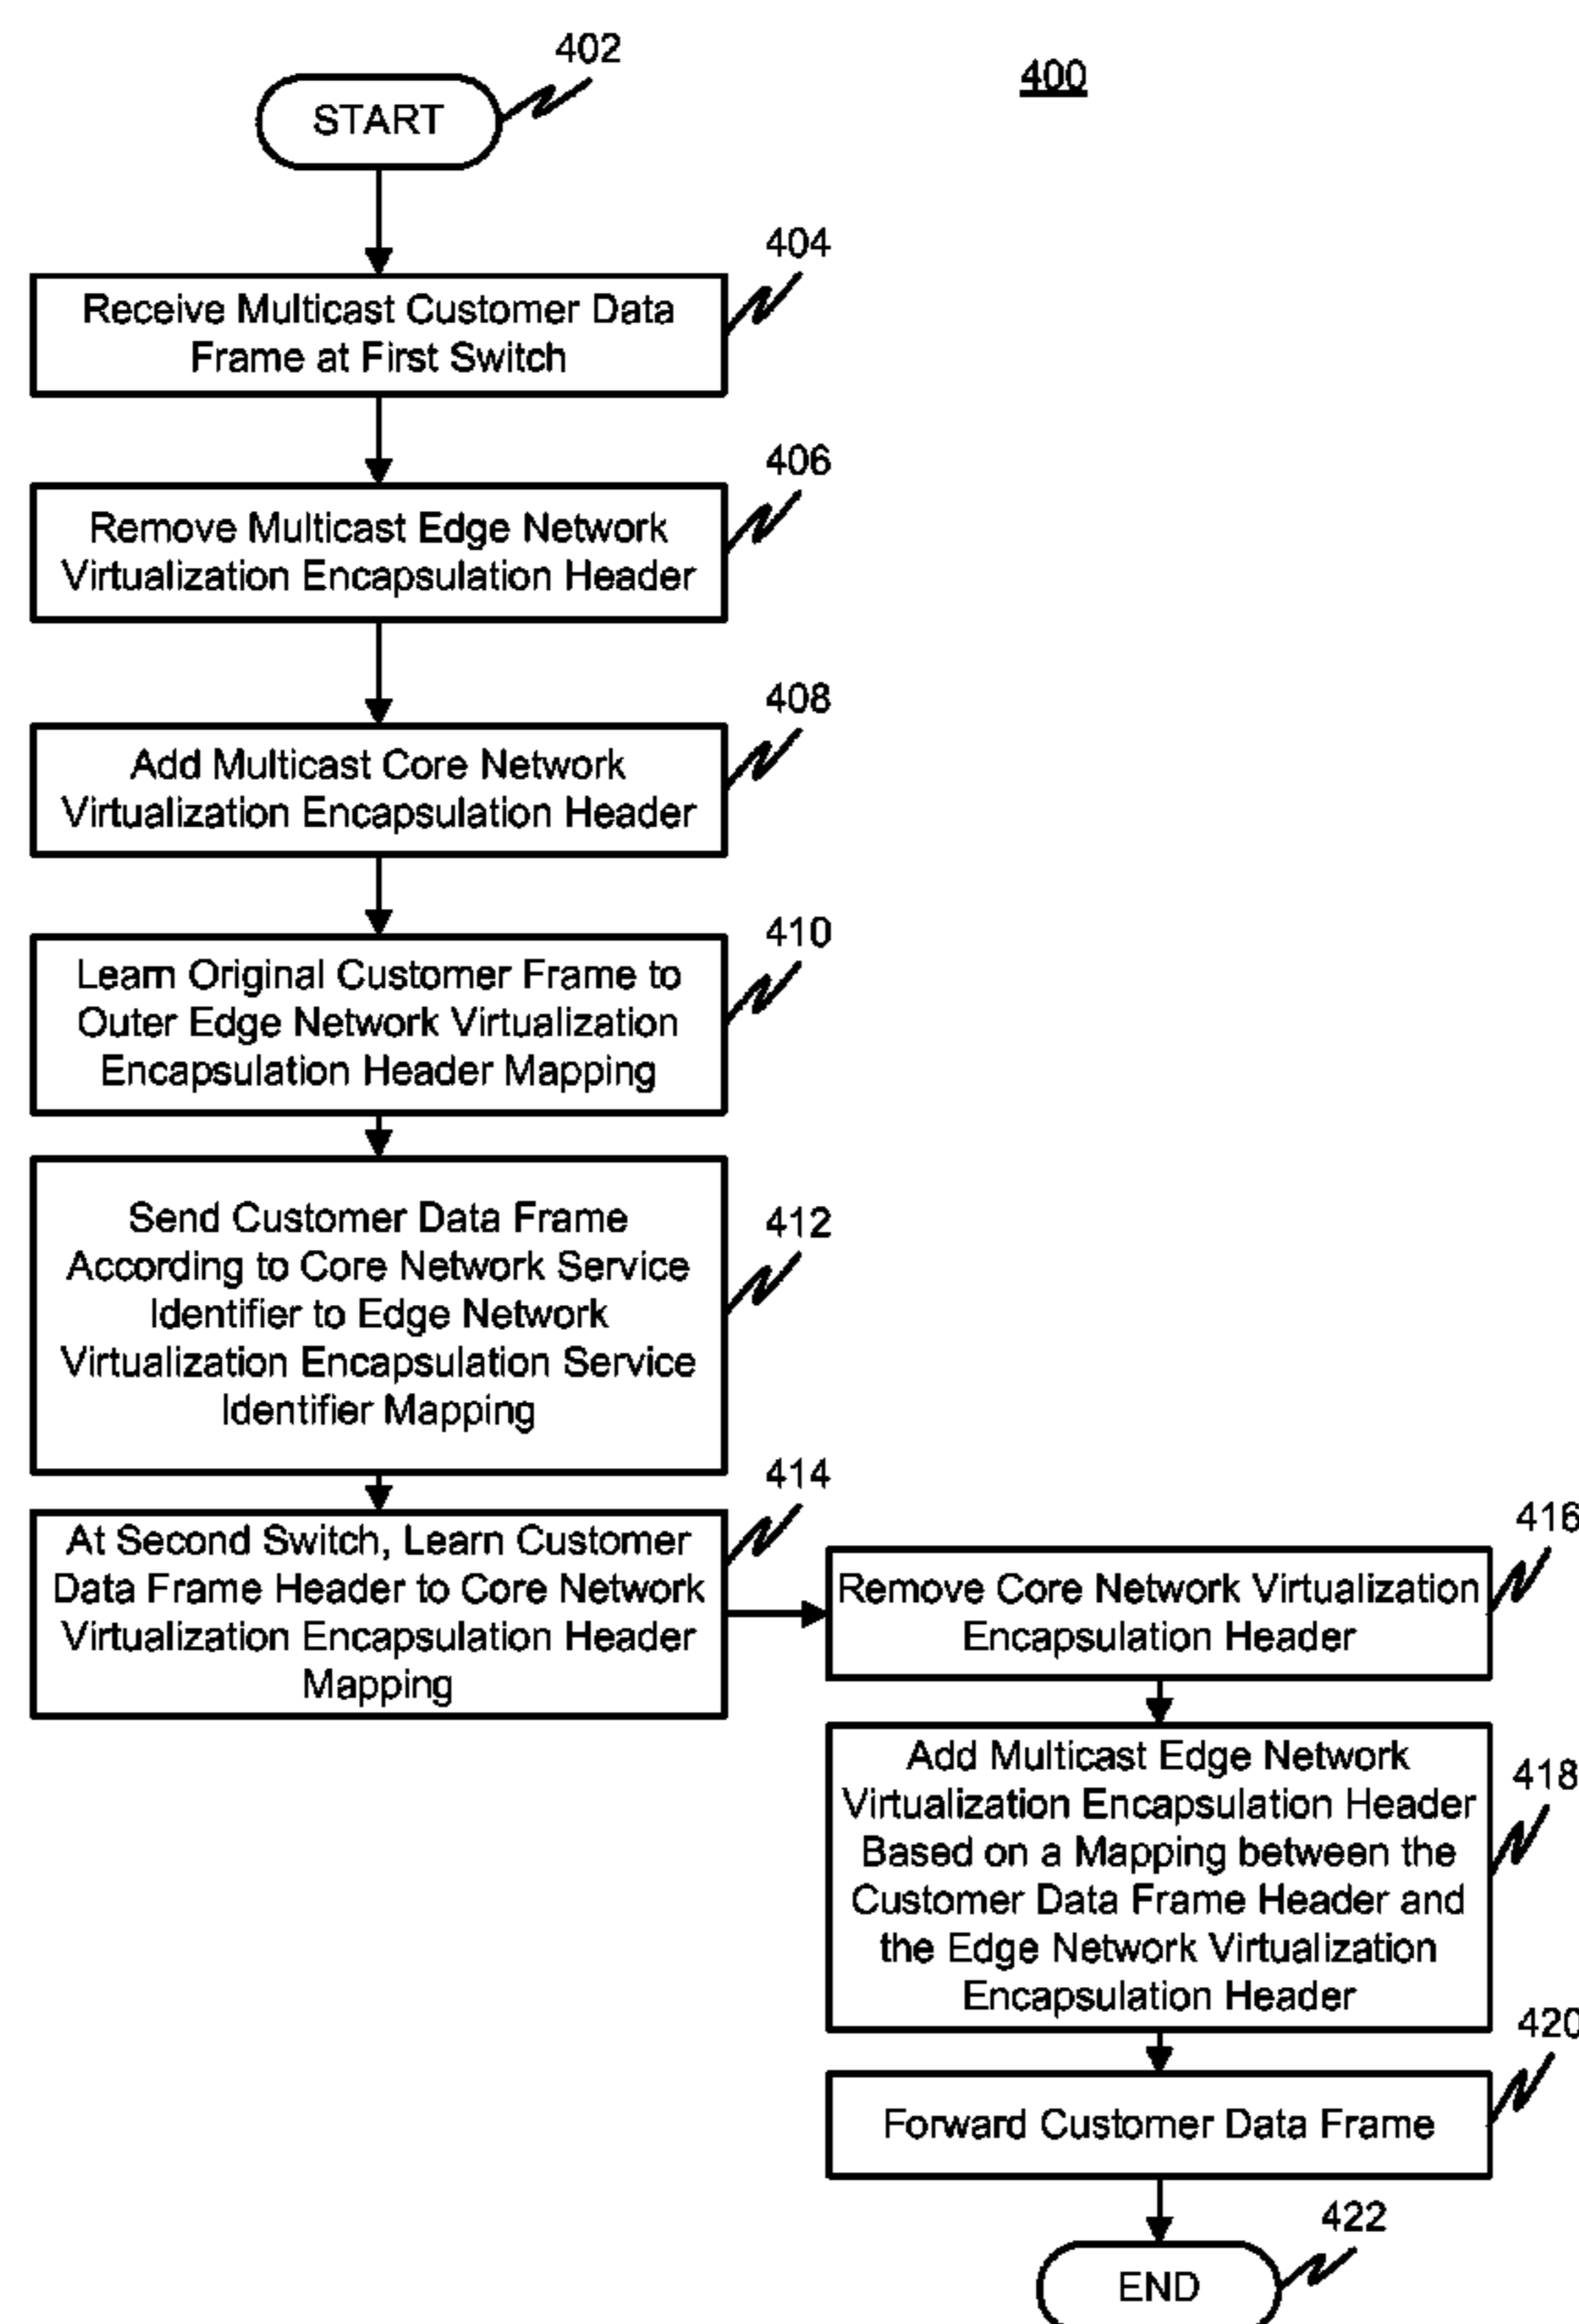 400
402
START
404
Receive Multicast Customer Data
Frame at First Switch
406
Remove Multicast Edge Network
Virtualization Encapsulation Header
408
Add Multicast Core Network
Virtualization Encapsulation Header
410
Learn Original Customer Frame to
Outer Edge Network Virtualization
Encapsulation Header Mapping
412
Send Customer Data Frame
According to Core Network Service
Identifier to Edge Network
Virtualization Encapsulation Service
Identifier Mapping
414
At Second Switch, Learn Customer
Data Frame Header to Core Network
Virtualization Encapsulation Header
Mapping
416
Remove Core Network Virtualization
Encapsulation Header
418
Add Multicast Edge Network
Virtualization Encapsulation Header
Based on a Mapping between the
Customer Data Frame Header and
the Edge Network Virtualization
Encapsulation Header
420
Forward Customer Data Frame
422
END